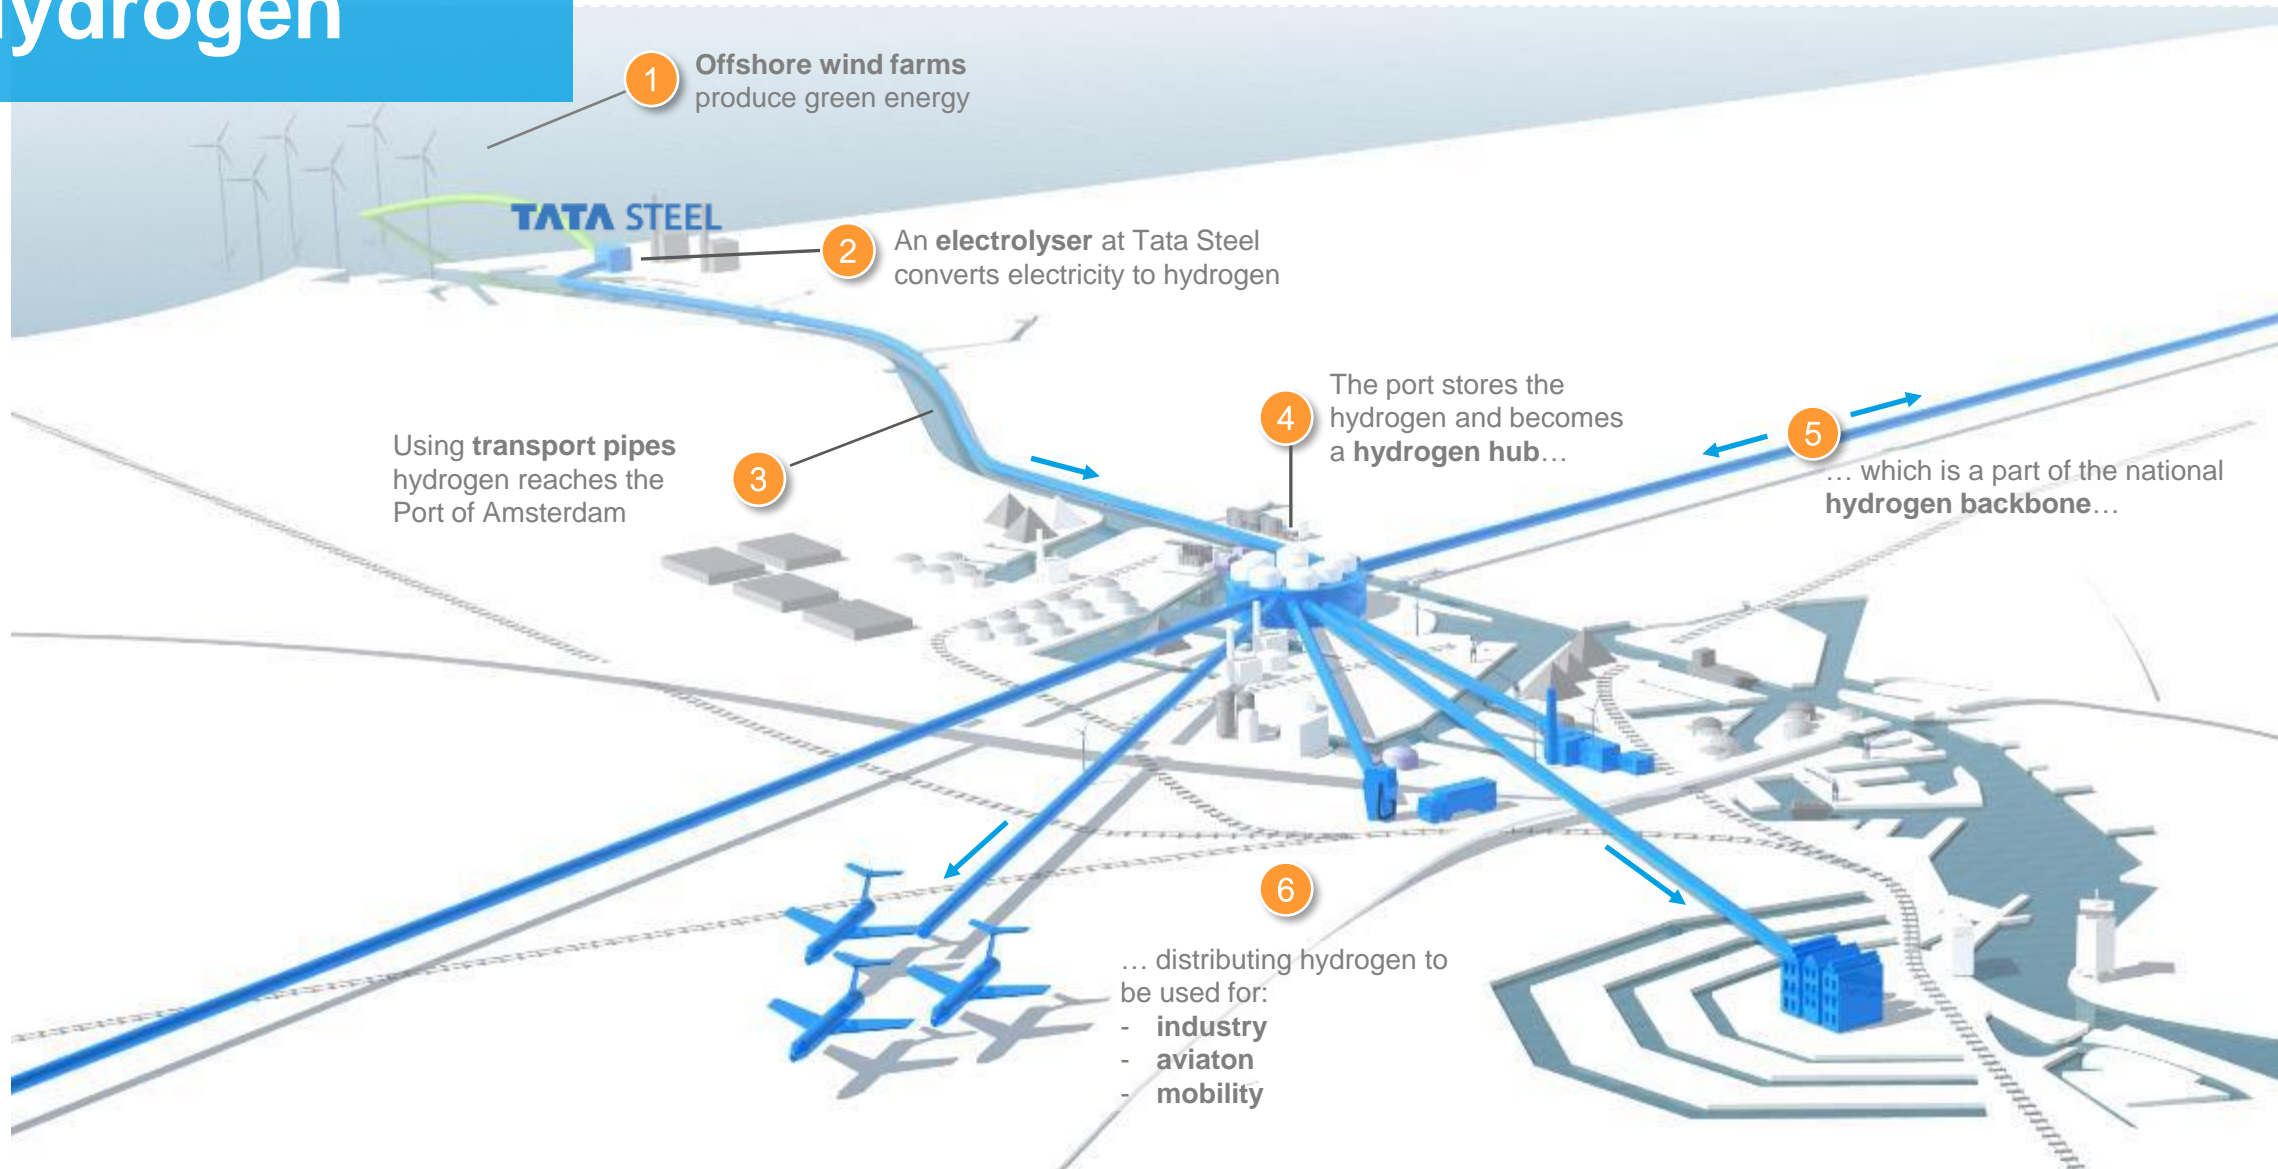 ydrogen
1
Offshore wind farms
produce green energy
TATA STEEL
2
An electrolyser at Tata Steel
converts electricity to hydrogen
Using transport pipes
hydrogen reaches the
Port of Amsterdam
3
4
The port stores the
hydrogen and becomes
a hydrogen hub…
5
… which is a part of the national
hydrogen backbone…
6
… distributing hydrogen to
be used for:
- industry
- aviaton
- mobility